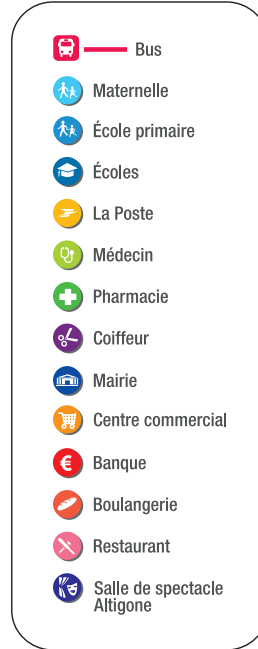 Bus
Maternelle
École primaire
Écoles
La Poste
Médecin
Pharmacie
Coiffeur
Mairie
Centre commercial
€
Banque
Boulangerie
Restaurant
Salle de spectacle
Altigone